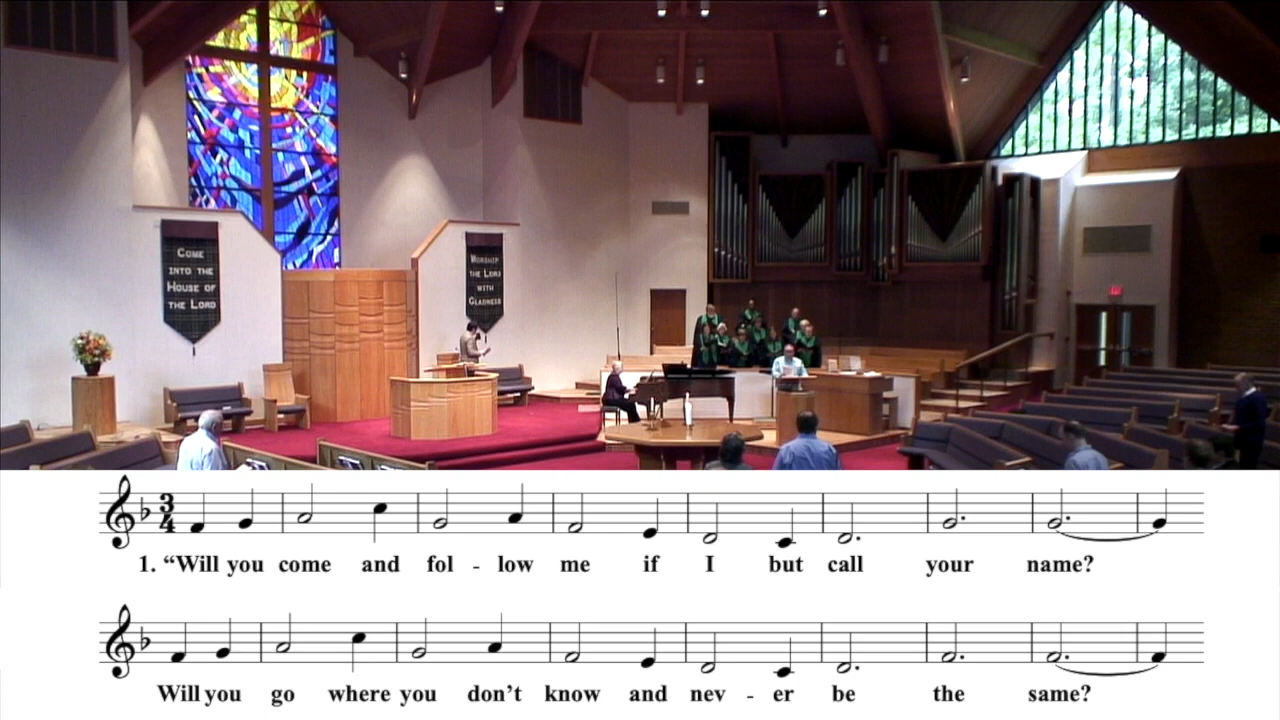 COME
INTO THE
HOUSE OF
THE LORD
WORSHIP
THE LORD
WITH
GLADNESS
3
4
1. “Will you come and fol - low me if I but call your name?
Will you go where you don’t know and nev - er be the same?